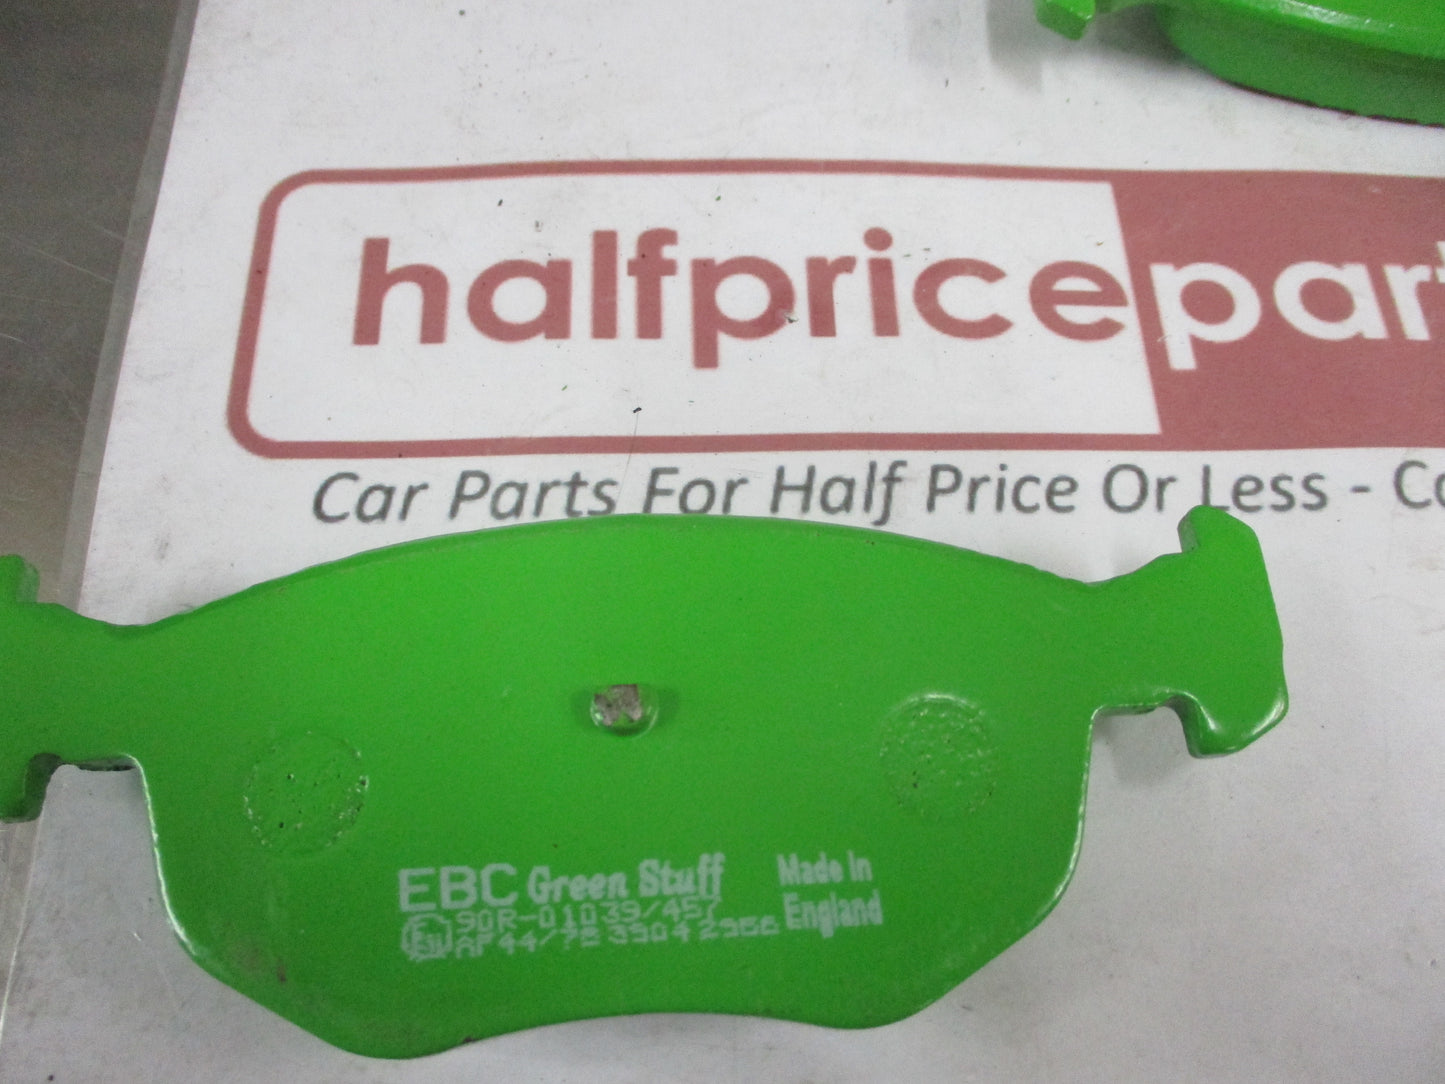 halfpricepart
Car Parts For Half Price Or Less - Co
EBC Green Stuff
Made In
England
90R-01039/457